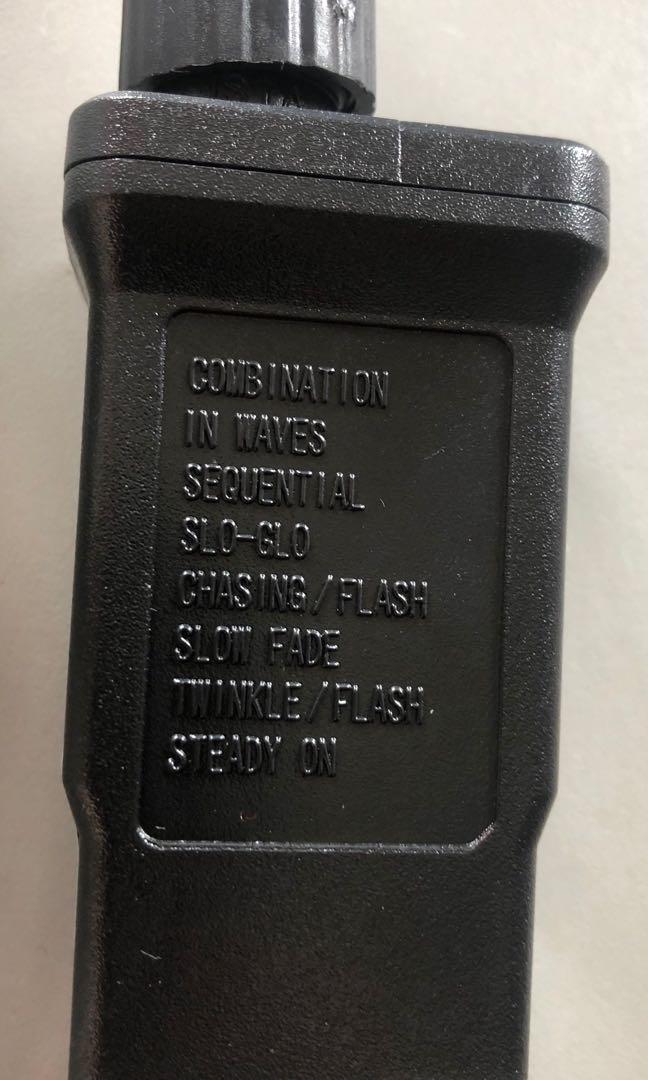 COMBINATION
IN WAVES
SEQUENTIAL
SLO-GLO
CHASING/FLASH
SLOW FADE
TWINKLE/FLASH
STEADY ON